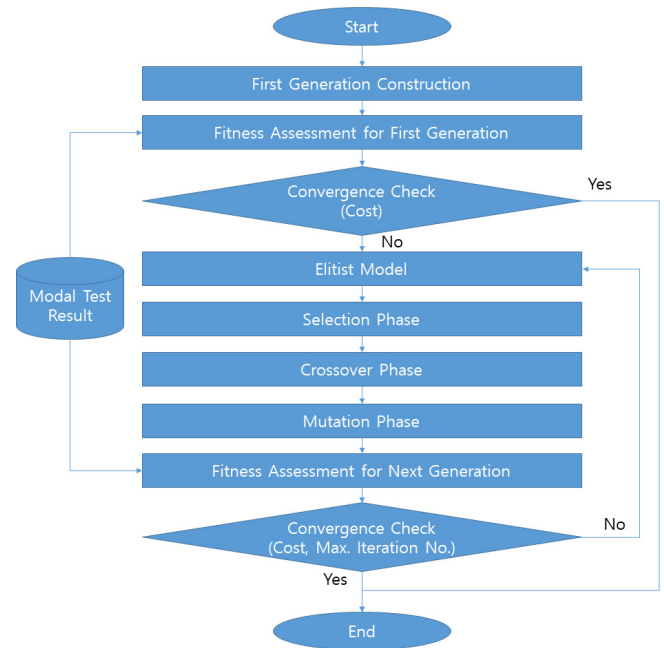 Start
First Generation Construction
Fitness Assessment for First Generation
Convergence Check
(Cost)
Yes
No
Elitist Model
Modal Test
Result
Selection Phase
Crossover Phase
Mutation Phase
Fitness Assessment for Next Generation
Convergence Check
(Cost, Max. Iteration No.)
No
Yes
End